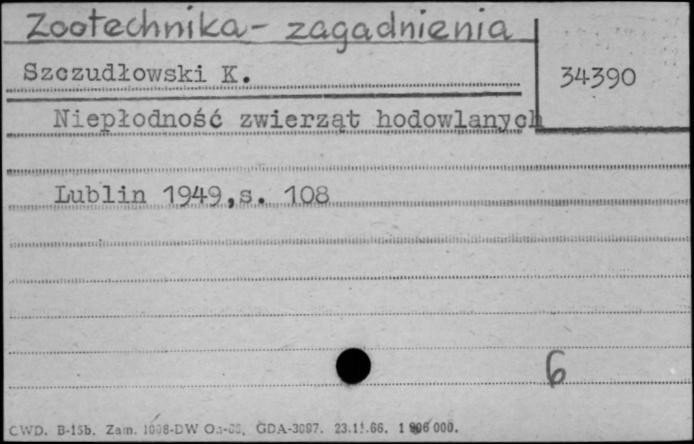 Zootechnika - zagadnienia
Szczudłowski K.
34390
Niepłodność zwierząt hodowlanych
Lublin 1949,s. 108
6
CWD. B-15b. Zam. GDA-3097. 23.11.66.